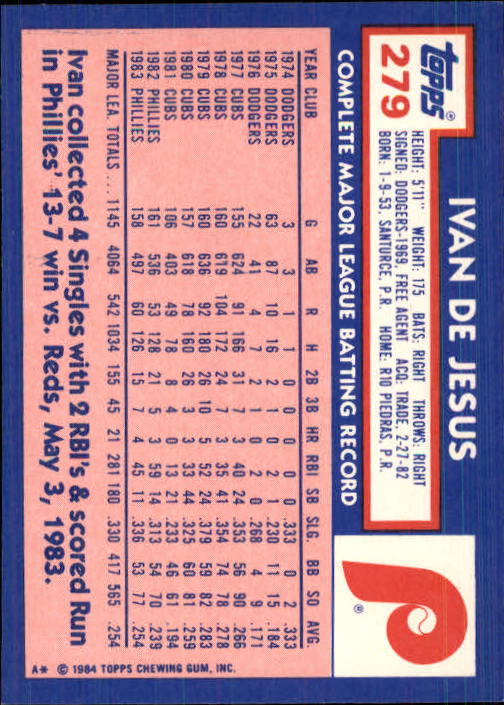 topps®
279
IVAN DE JESUS
HEIGHT: 5'11" WEIGHT: 175 BATS: RIGHT THROWS: RIGHT
SIGNED: DODGERS-1969, FREE AGENT ACQ: TRADE, 2-27-82
BORN: 1-9-53, SANTURCE, P.R. HOME: RIO PIEDRAS, P.R.
P
®
COMPLETE MAJOR LEAGUE BATTING RECORD
YEAR CLUB G AB R H 2B 3B HR RBI SB SLG. BB SO AVG.
1974 DODGERS 3 3 1 1 0 0 0 0 0 .333 0 2 .333
1975 DODGERS 63 87 10 16 2 1 0 2 1 .230 11 15 .184
1976 DODGERS 22 41 4 7 2 1 0 2 0 .268 4 9 .171
1977 CUBS 155 624 91 166 31 7 3 40 24 .353 56 90 .266
1978 CUBS 160 619 104 172 24 7 3 35 41 .354 74 78 .278
1979 CUBS 160 636 92 180 26 10 5 52 24 .379 59 82 .283
1980 CUBS 157 618 78 160 26 3 3 33 44 .325 60 81 .259
1981 CUBS 106 403 49 78 8 4 0 13 21 .233 46 61 .194
1982 PHILLIES 161 536 53 128 21 5 3 59 14 .313 54 70 .239
1983 PHILLIES 158 497 60 126 15 7 4 45 11 .336 53 77 .254
MAJOR LEA. TOTALS ... 1145 4064 542 1034 155 45 21 281 180 .330 417 565 .254
Ivan collected 4 Singles with 2 RBI's & scored Run
in Phillies' 13-7 win vs. Reds, May 3, 1983.
A* © 1984 TOPPS CHEWING GUM, INC.